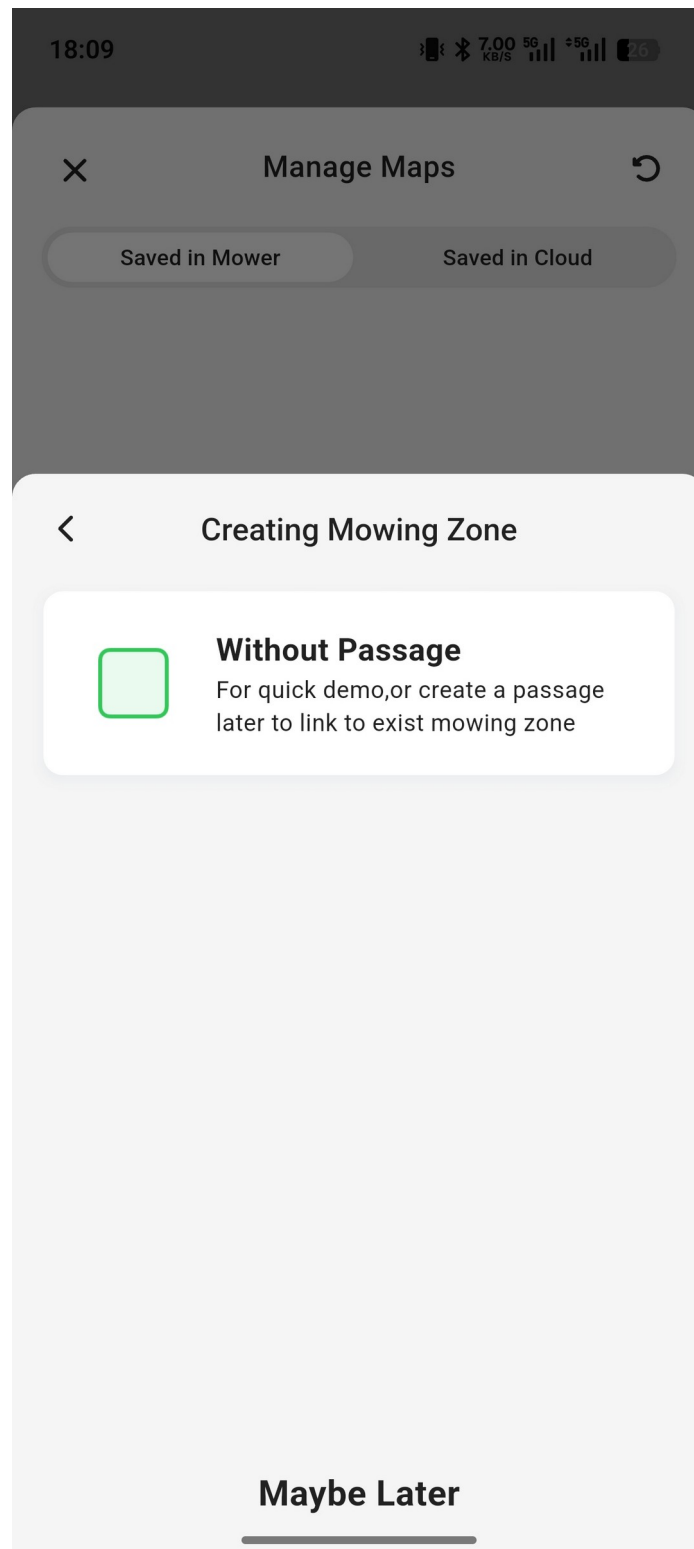 18:09
7.00
KB/S
5G
5G
26
Manage Maps
Saved in Mower
Saved in Cloud
Creating Mowing Zone
Without Passage
For quick demo,or create a passage
later to link to exist mowing zone
Maybe Later